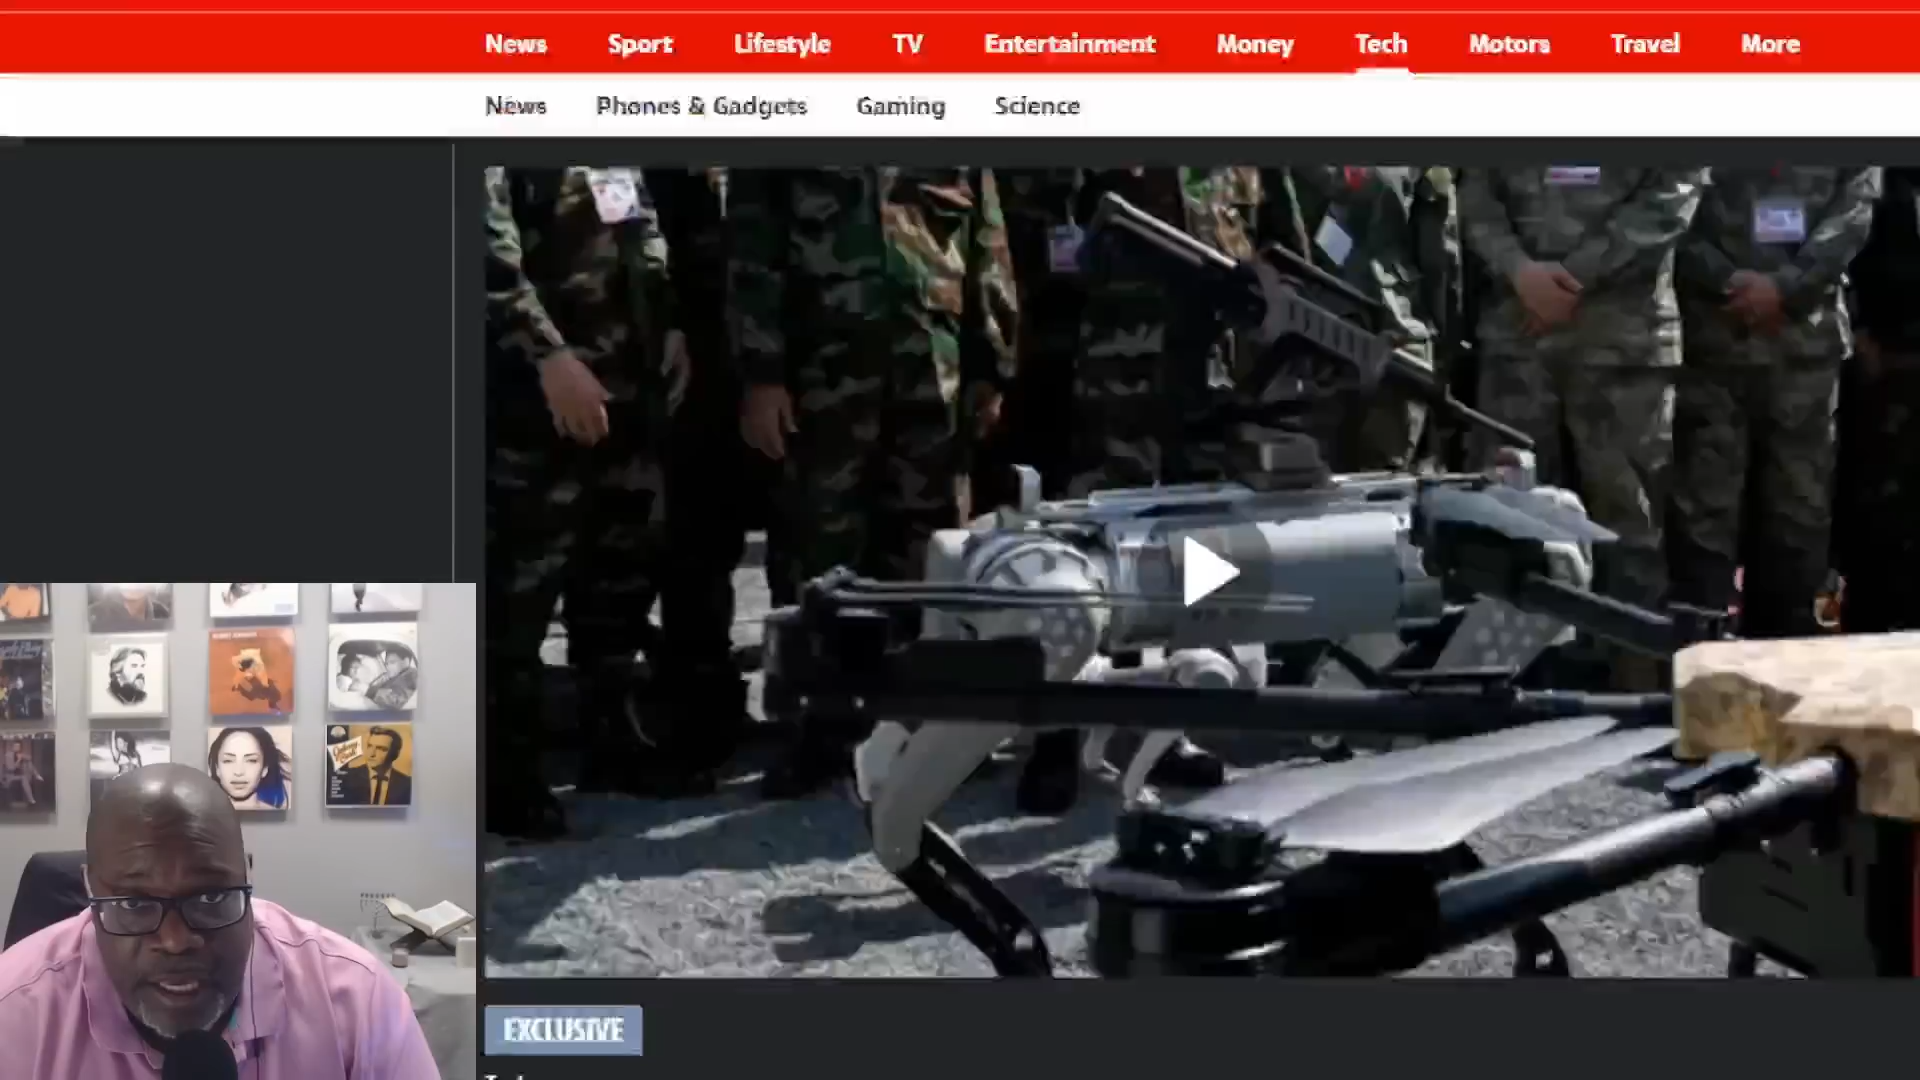 News Sport Lifestyle TV Entertainment Money Tech Motors Travel More
News Phones & Gadgets Gaming Science
EXCLUSIVE